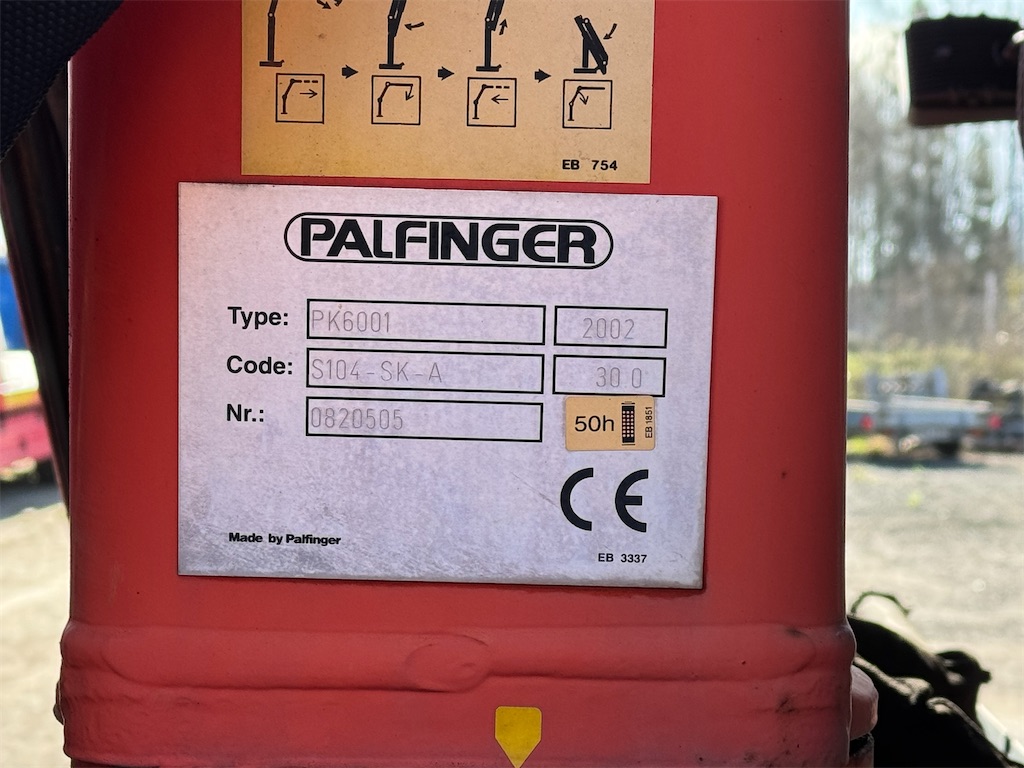 EB 754
PALFINGER
Type: PK6001 2002
Code: S104-SK-A 30 0
Nr.: 0820505
50h EB 1851
CE
Made by Palfinger
EB 3337